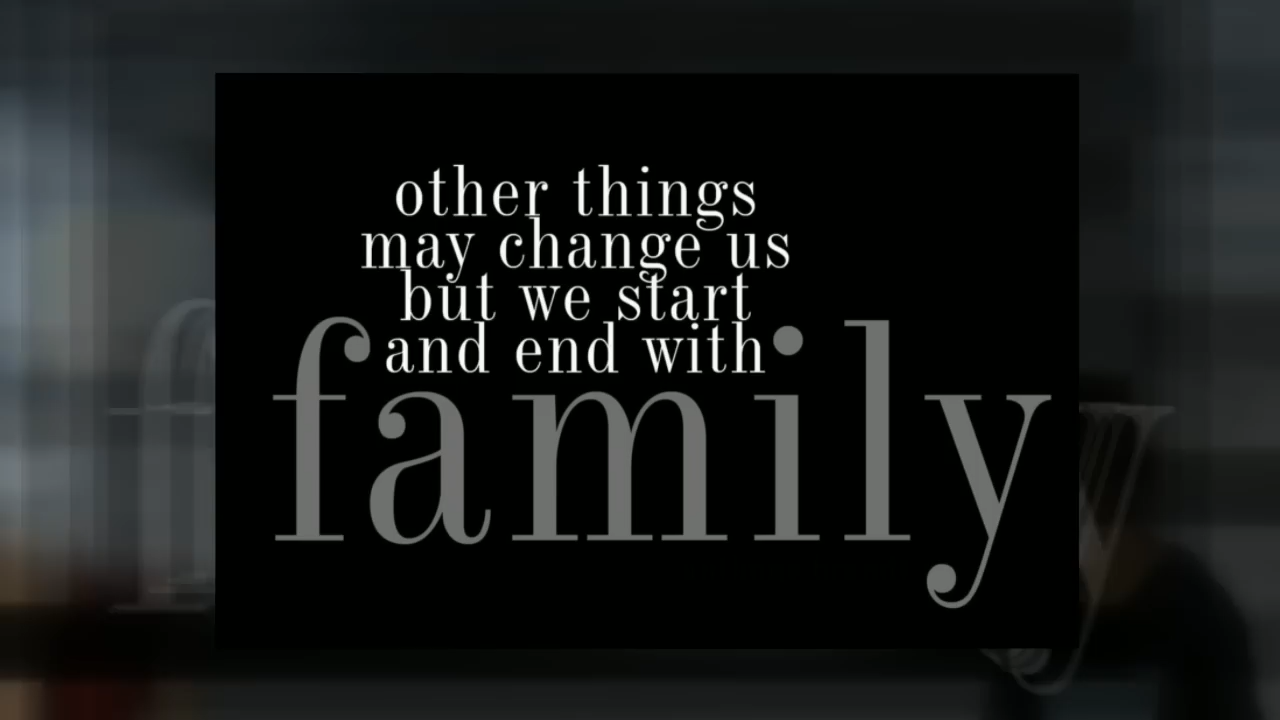 other things
may change us
but we start
and end with
family